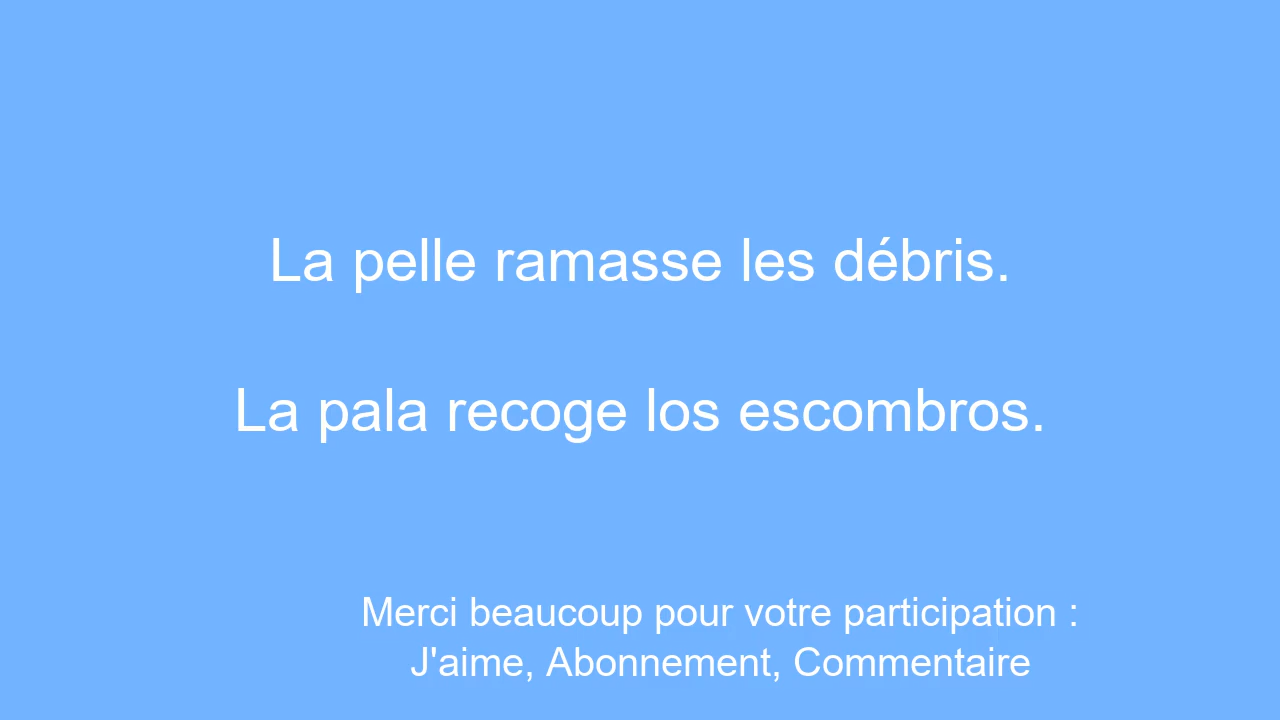 La pelle ramasse les débris.
La pala recoge los escombros.
Merci beaucoup pour votre participation :
J'aime, Abonnement, Commentaire